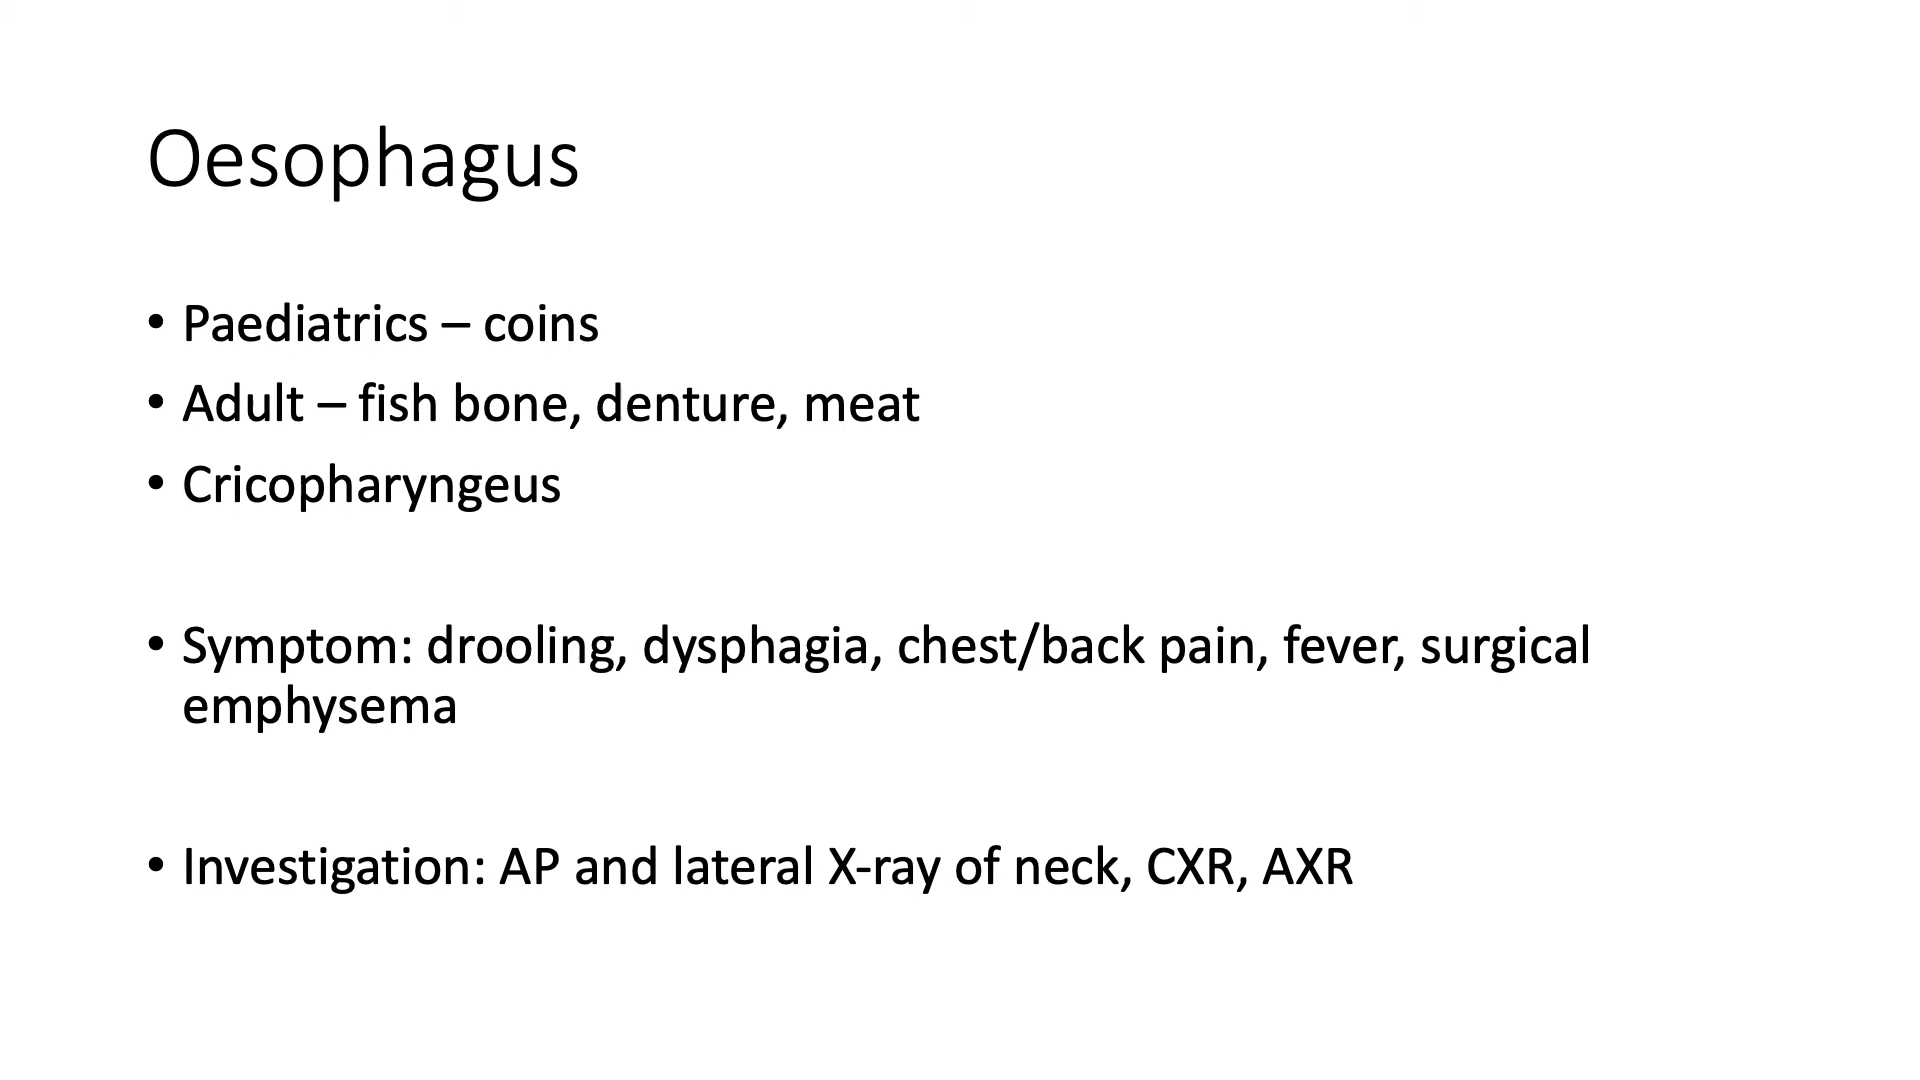 Oesophagus
• Paediatrics – coins
• Adult – fish bone, denture, meat
• Cricopharyngeus
• Symptom: drooling, dysphagia, chest/back pain, fever, surgical
emphysema
• Investigation: AP and lateral X-ray of neck, CXR, AXR